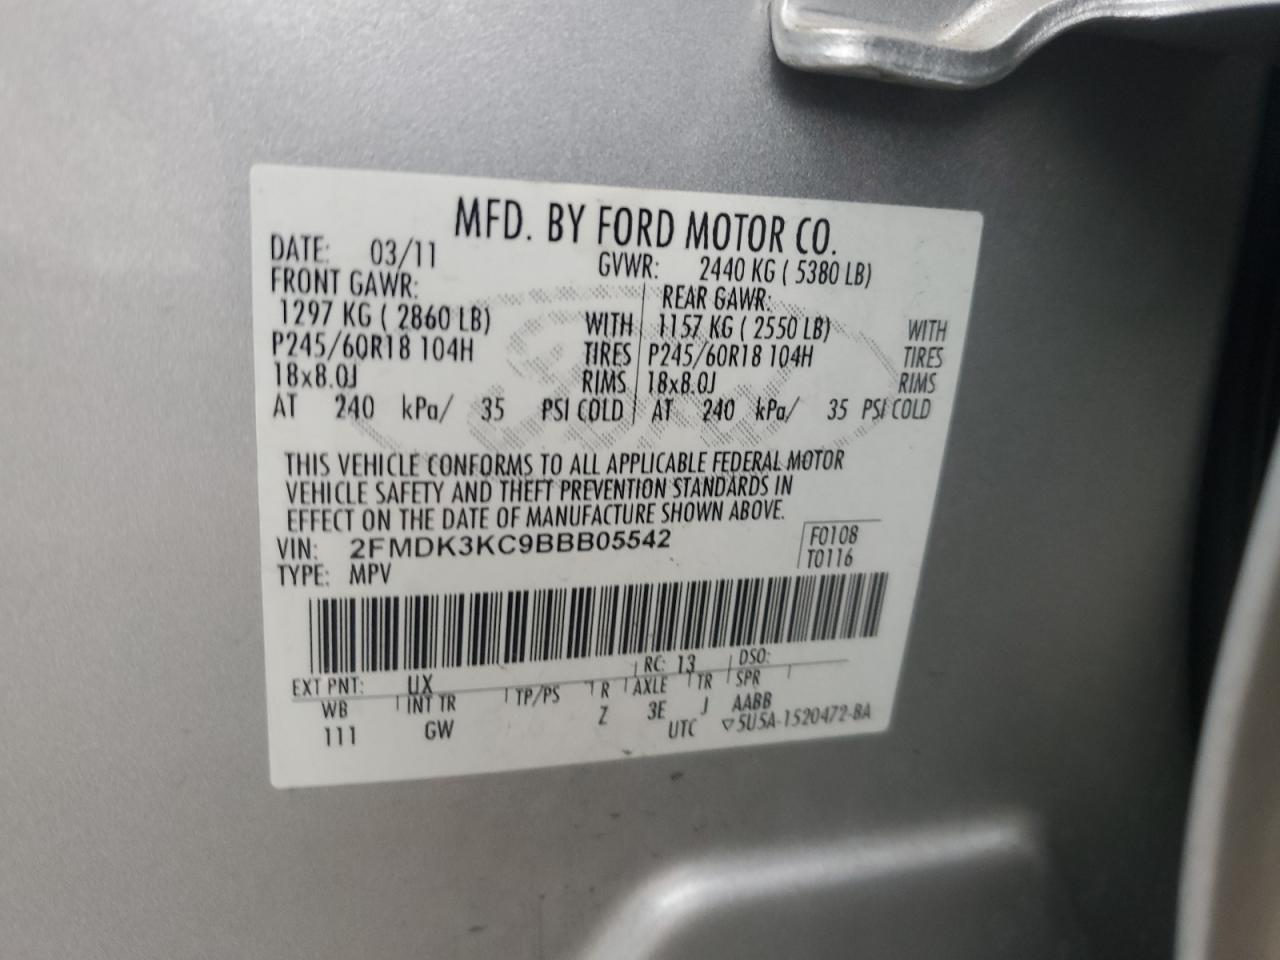 MFD. BY FORD MOTOR CO.
DATE: 03/11 GVWR: 2440 KG ( 5380 LB)
FRONT GAWR: REAR GAWR:
1297 KG ( 2860 LB) WITH 1157 KG ( 2550 LB) WITH
P245/60R18 104H TIRES P245/60R18 104H TIRES
18x8.0J RIMS 18x8.0J RIMS
AT 240 kPa/ 35 PSI COLD AT 240 kPa/ 35 PSI COLD
THIS VEHICLE CONFORMS TO ALL APPLICABLE FEDERAL MOTOR
VEHICLE SAFETY AND THEFT PREVENTION STANDARDS IN
EFFECT ON THE DATE OF MANUFACTURE SHOWN ABOVE.
VIN: 2FMDK3KC9BBB05542 F0108
TYPE: MPV T0116
EXT PNT: UX RC: 13 DSO:
WB INT TR TP/PS R AXLE TR SPR
111 GW Z 3E J AABB
UTC ▽5U5A-1520472-BA